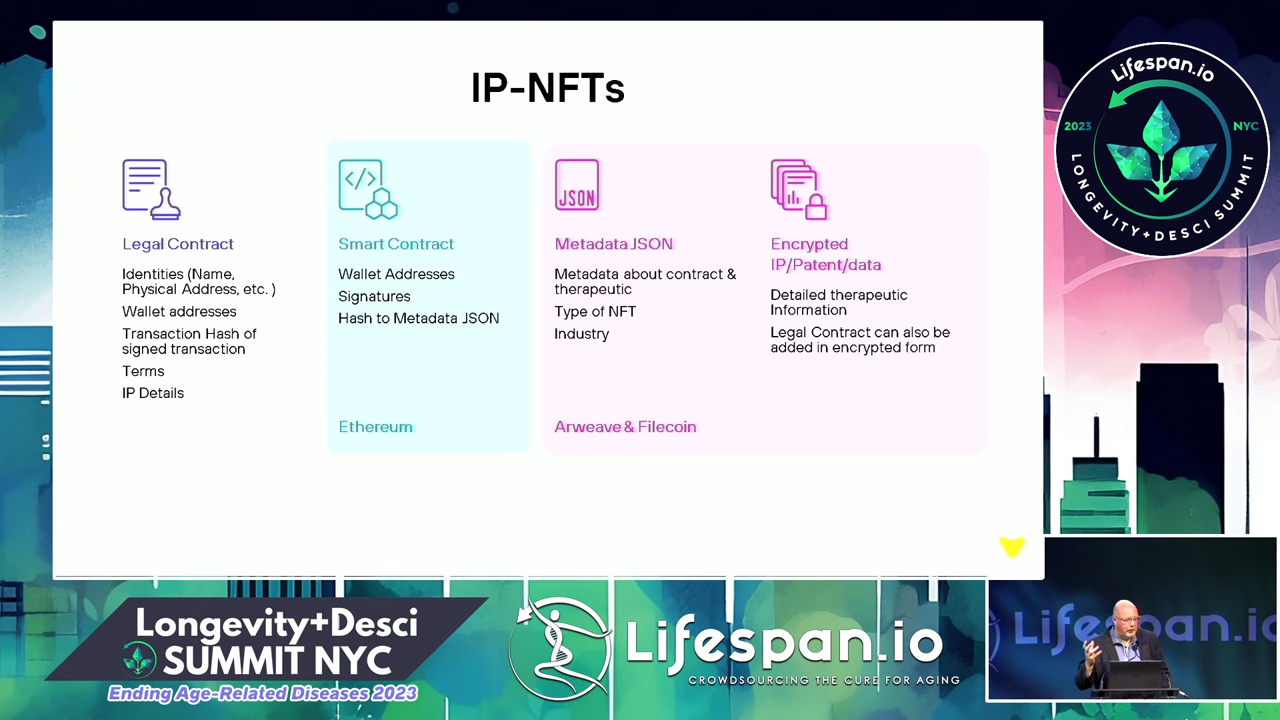 IP-NFTs
JSON
Legal Contract
Identities (Name,
Physical Address, etc. )
Wallet addresses
Transaction Hash of
signed transaction
Terms
IP Details
Smart Contract
Wallet Addresses
Signatures
Hash to Metadata JSON
Ethereum
Metadata JSON
Metadata about contract &
therapeutic
Type of NFT
Industry
Arweave & Filecoin
Encrypted
IP/Patent/data
Detailed therapeutic
Information
Legal Contract can also be
added in encrypted form
Lifespan.io
2023
NYC
LONGEVITY+DESCI SUMMIT
Longevity+Desci
SUMMIT NYC
Ending Age-Related Diseases 2023
Lifespan.io
CROWDSOURCING THE CURE FOR AGING
Lifespan.io